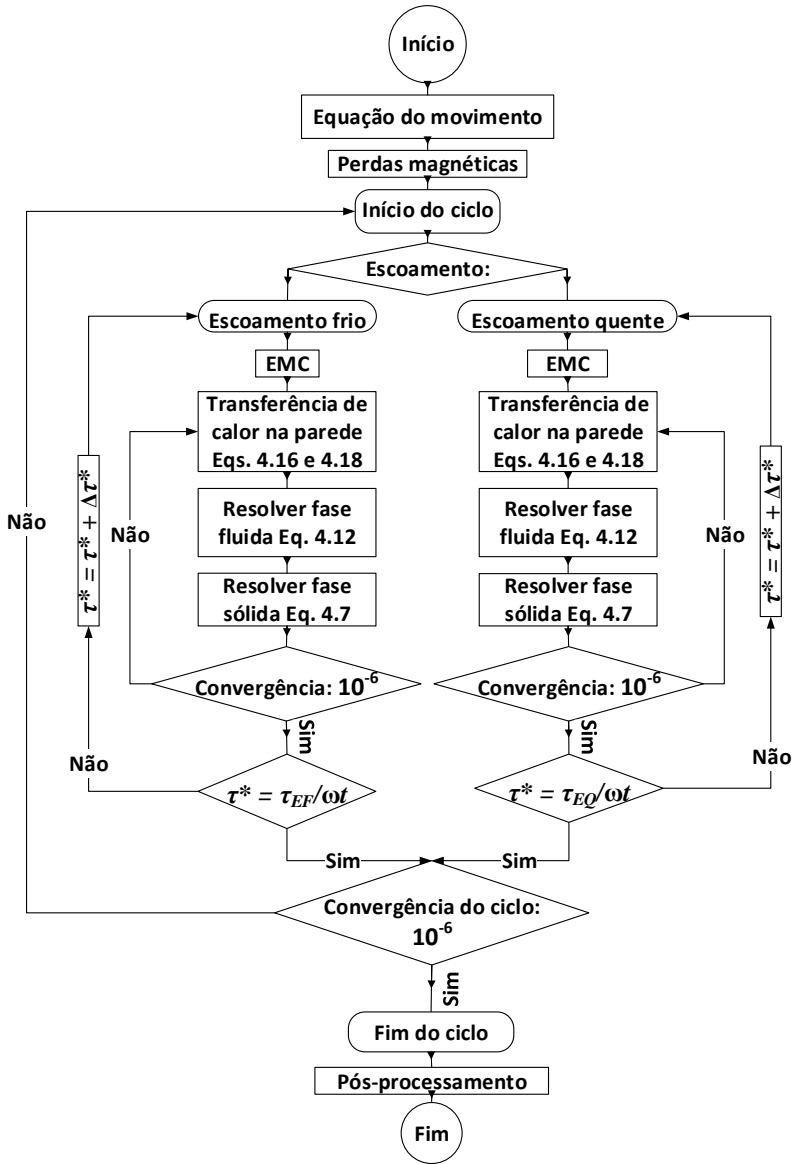 Início
Equação do movimento
Perdas magnéticas
Início do ciclo
Escoamento:
Escoamento frio
EMC
Transferência de
calor na parede
Eqs. 4.16 e 4.18
Resolver fase
fluida Eq. 4.12
Resolver fase
sólida Eq. 4.7
Convergência: 10⁻⁶
Sim
τ* = τ_EF/ωt
Não
Não
Não
τ* = τ* + Δτ*
Sim
Escoamento quente
EMC
Transferência de
calor na parede
Eqs. 4.16 e 4.18
Resolver fase
fluida Eq. 4.12
Resolver fase
sólida Eq. 4.7
Convergência: 10⁻⁶
Sim
τ* = τ_EQ/ωt
Não
Não
τ* = τ* + Δτ*
Sim
Convergência do ciclo:
10⁻⁶
Sim
Fim do ciclo
Pós-processamento
Fim